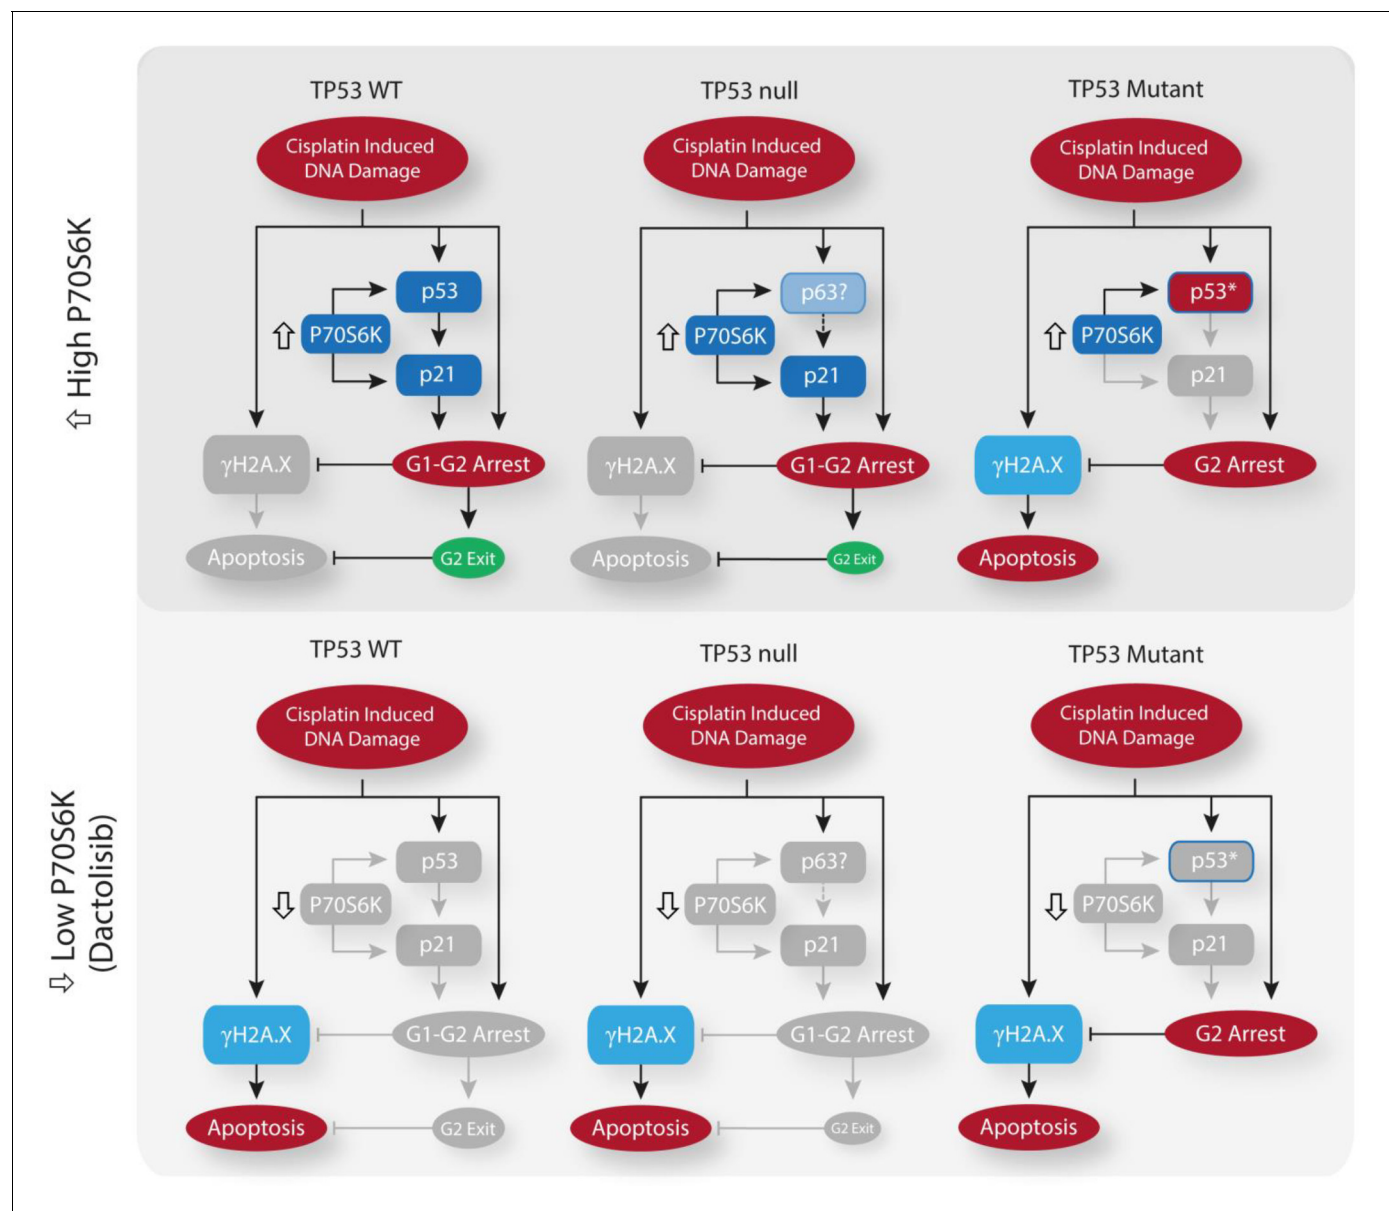 ⇧ High P70S6K
TP53 WT
Cisplatin Induced
DNA Damage
p53
⇧
P70S6K
p21
γH2A.X
G1-G2 Arrest
Apoptosis
G2 Exit
TP53 null
Cisplatin Induced
DNA Damage
p63?
⇧
P70S6K
p21
γH2A.X
G1-G2 Arrest
Apoptosis
G2 Exit
TP53 Mutant
Cisplatin Induced
DNA Damage
p53*
⇧
P70S6K
p21
γH2A.X
G2 Arrest
Apoptosis
⇩ Low P70S6K
(Dactolisib)
TP53 WT
Cisplatin Induced
DNA Damage
p53
⇩
P70S6K
p21
γH2A.X
G1-G2 Arrest
Apoptosis
G2 Exit
TP53 null
Cisplatin Induced
DNA Damage
p63?
⇩
P70S6K
p21
γH2A.X
G1-G2 Arrest
Apoptosis
G2 Exit
TP53 Mutant
Cisplatin Induced
DNA Damage
p53*
⇩
P70S6K
p21
γH2A.X
G2 Arrest
Apoptosis